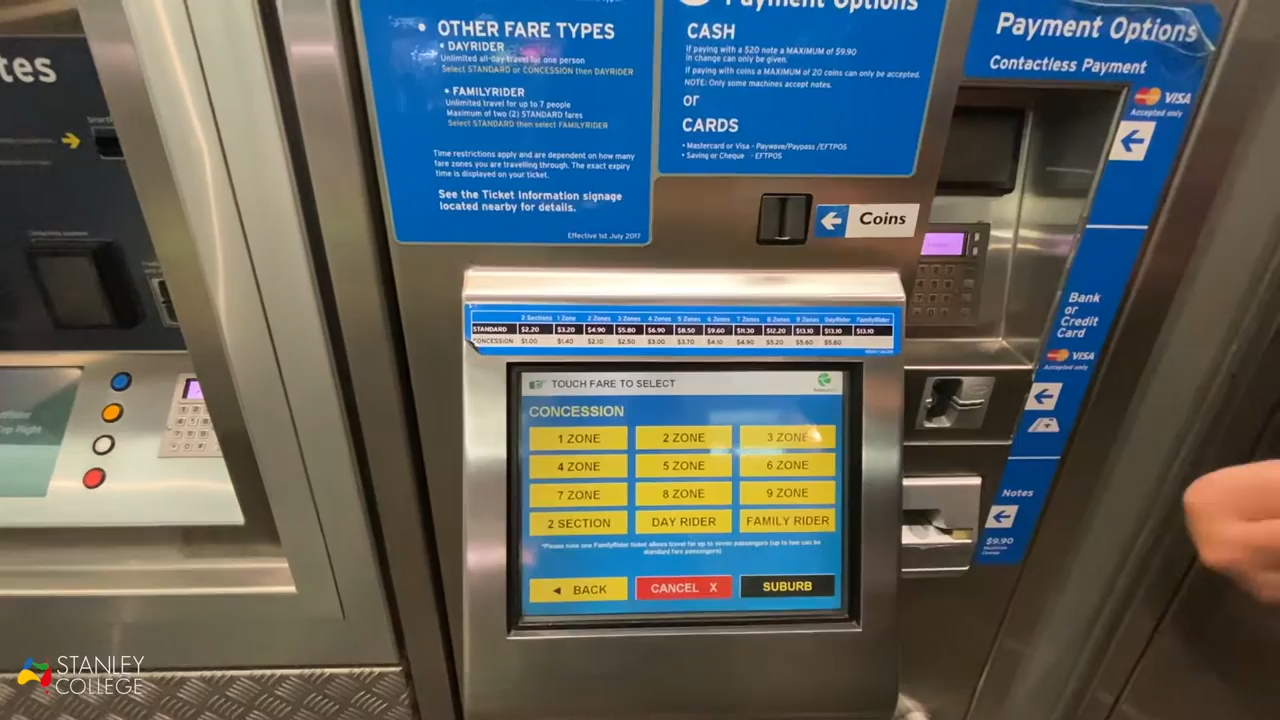 tes
• OTHER FARE TYPES
• DAYRIDER
Unlimited all-day travel for one person
Select STANDARD or CONCESSION then DAYRIDER
• FAMILYRIDER
Unlimited travel for up to 7 people
Maximum of two (2) STANDARD fares
Select STANDARD then select FAMILYRIDER
Time restrictions apply and are dependent on how many
fare zones you are travelling through. The exact expiry
time is displayed on your ticket.
See the Ticket Information signage
located nearby for details.
Effective 1st July 2017
Payment Options
CASH
If paying with a $20 note a MAXIMUM of $9.90
in change can only be given.
If paying with coins a MAXIMUM of 20 coins can only be accepted.
NOTE: Only some machines accept notes.
or
CARDS
• Mastercard or Visa - Paywave/Paypass /EFTPOS
• Saving or Cheque - EFTPOS
Payment Options
Contactless Payment
VISA
Accepted only
Coins
Bank
or
Credit
Card
VISA
Accepted only
Notes
$9.90
Maximum
Change
2 Sections 1 Zone 2 Zones 3 Zones 4 Zones 5 Zones 6 Zones 7 Zones 8 Zones 9 Zones DayRider FamilyRider
STANDARD $2.20 $3.20 $4.90 $5.80 $6.90 $8.50 $9.60 $11.30 $12.20 $13.10 $13.10 $13.10
CONCESSION $1.00 $1.40 $2.10 $2.50 $3.00 $3.70 $4.10 $4.90 $5.20 $5.60 $5.60
TOUCH FARE TO SELECT
CONCESSION
1 ZONE 2 ZONE 3 ZONE
4 ZONE 5 ZONE 6 ZONE
7 ZONE 8 ZONE 9 ZONE
2 SECTION DAY RIDER FAMILY RIDER
*Please note one FamilyRider ticket allows travel for up to seven passengers (up to two can be
standard fare passengers)
◄ BACK CANCEL X SUBURB
STANLEY
COLLEGE